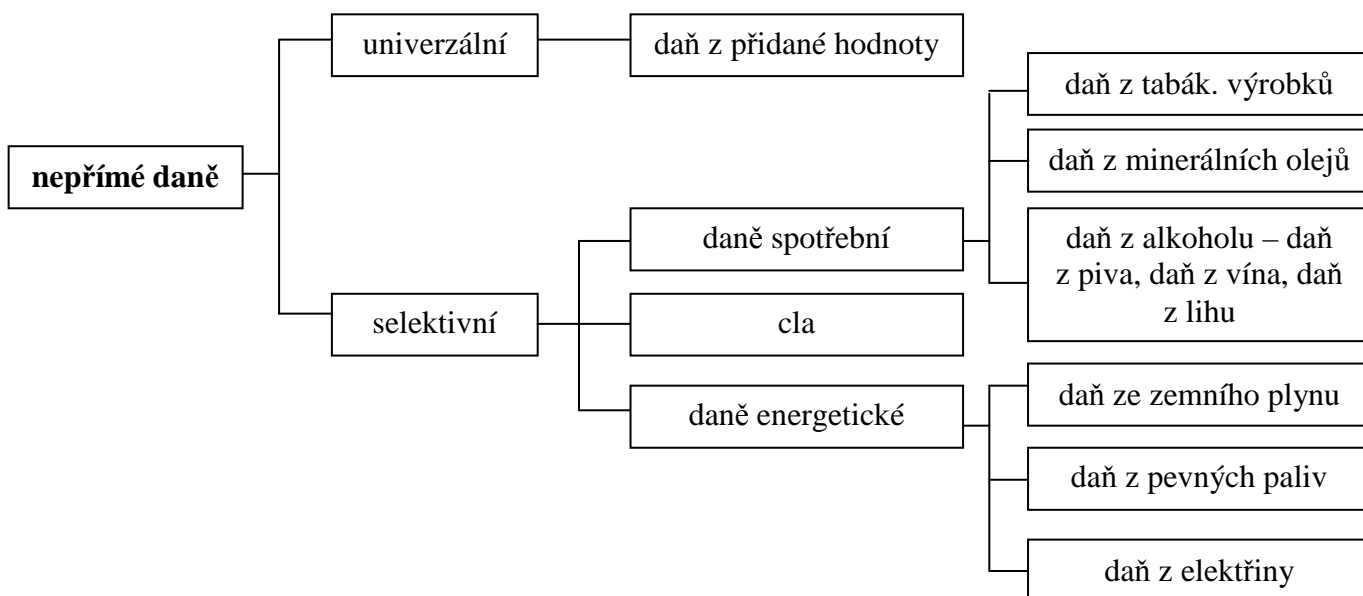 univerzální
daň z přidané hodnoty
daň z tabák. výrobků
nepřímé daně
daň z minerálních olejů
daně spotřební
daň z alkoholu – daň
z piva, daň z vína, daň
z lihu
selektivní
cla
daně energetické
daň ze zemního plynu
daň z pevných paliv
daň z elektřiny